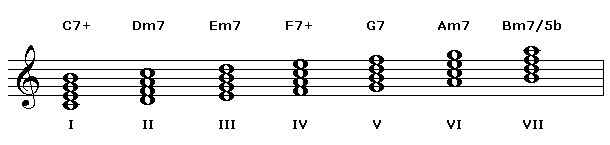 C7+ Dm7 Em7 F7+ G7 Am7 Bm7/5b
I II III IV V VI VII